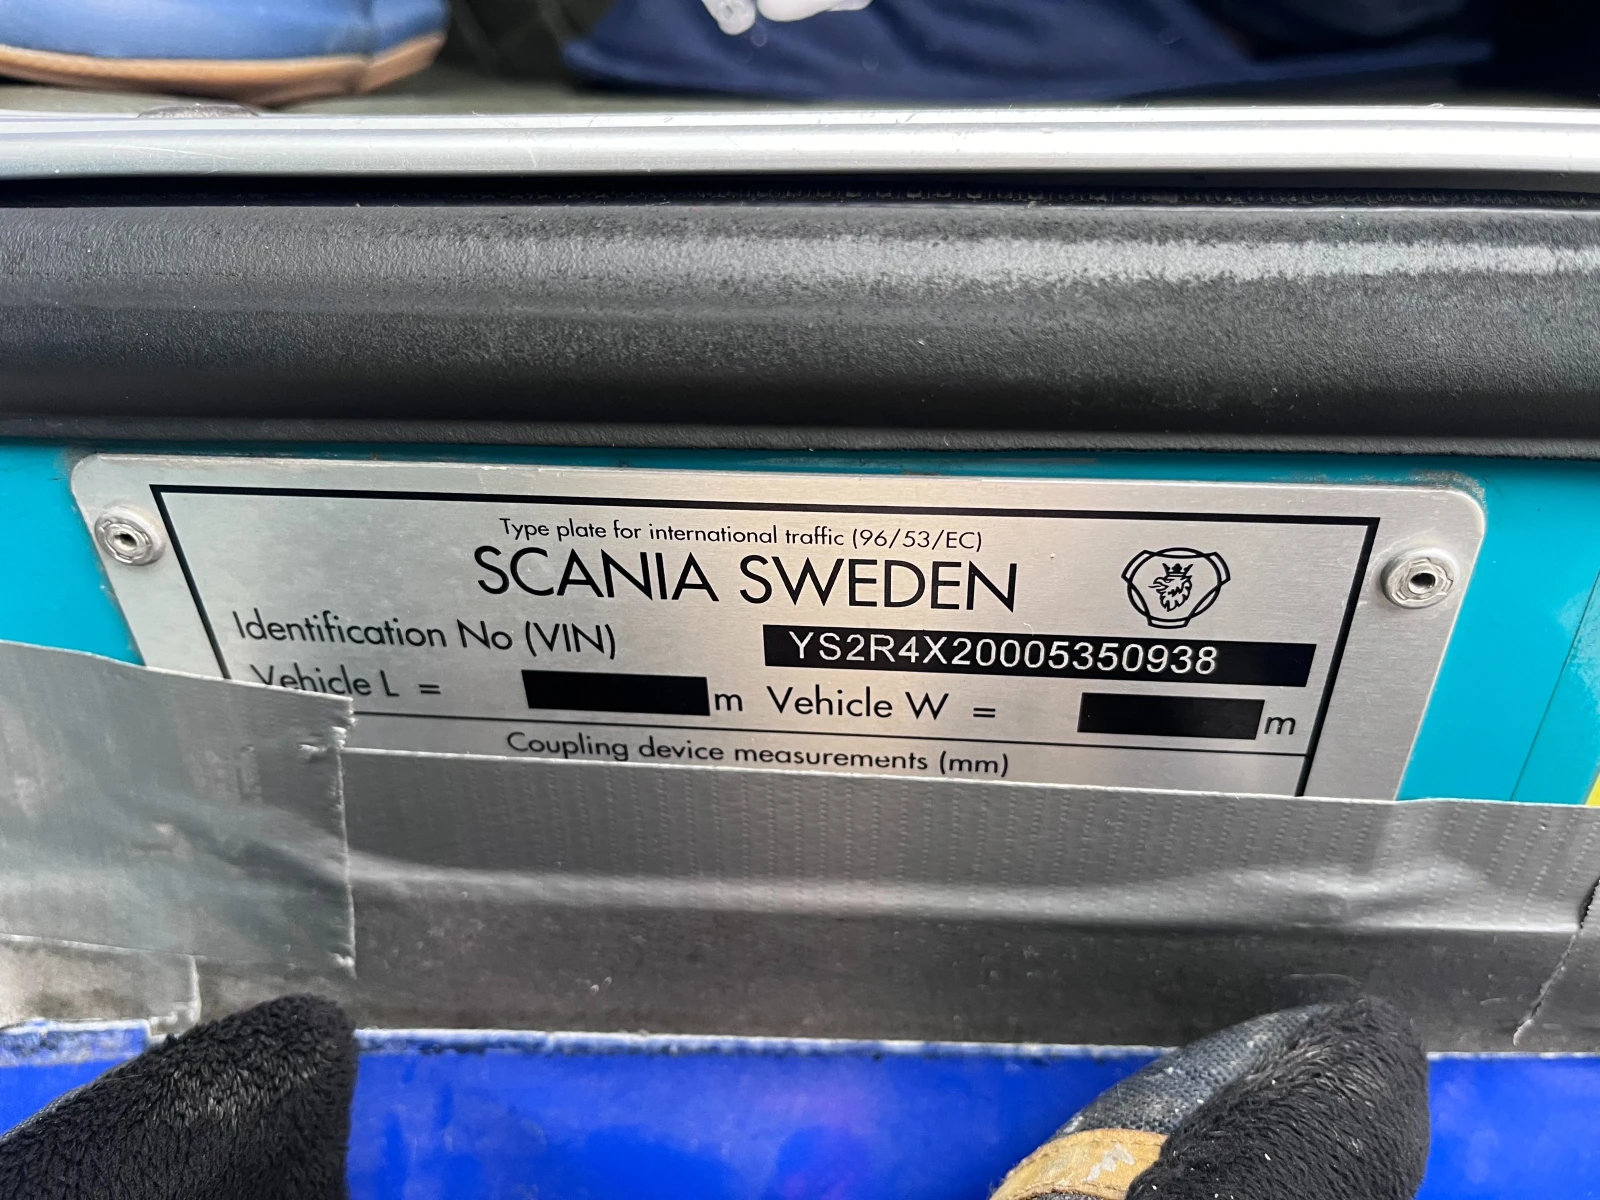 Type plate for international traffic (96/53/EC)
SCANIA SWEDEN
Identification No (VIN) YS2R4X20005350938
Vehicle L = m Vehicle W = m
Coupling device measurements (mm)